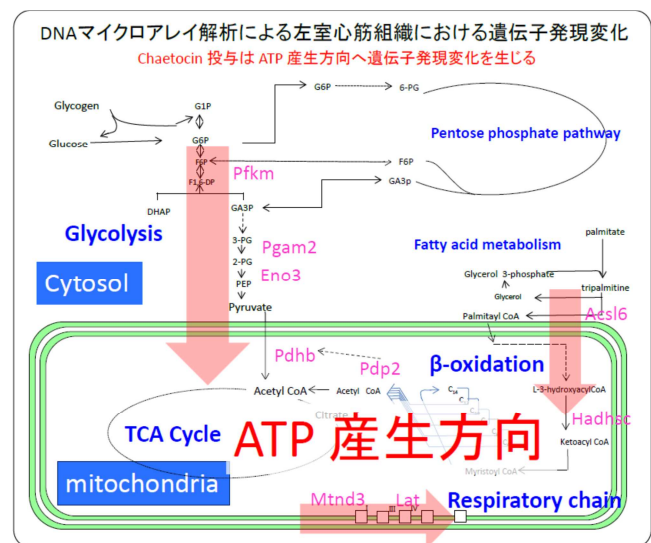 DNAマイクロアレイ解析による左室心筋組織における遺伝子発現変化
Chaetocin 投与は ATP 産生方向へ遺伝子発現変化を生じる
Glycogen
G1P
G6P
6-PG
Glucose
G6P
Pentose phosphate pathway
F6P
F6P
Pfkm
F1,6-DP
GA3p
DHAP
GA3P
Glycolysis
3-PG
Pgam2
2-PG
Eno3
PEP
Pyruvate
Cytosol
Fatty acid metabolism
palmitate
Glycerol 3-phosphate
tripalmitine
Glycerol
Acsl6
Palmitayl CoA
Pdhb
Pdp2
β-oxidation
Acetyl CoA
Acetyl CoA
C14
L-3-hydroxyacylCoA
Citrate
Hadhsc
TCA Cycle
ATP 産生方向
Ketoacyl CoA
Myristoyl CoA
mitochondria
Mtnd3
Lat
Respiratory chain
III
IV